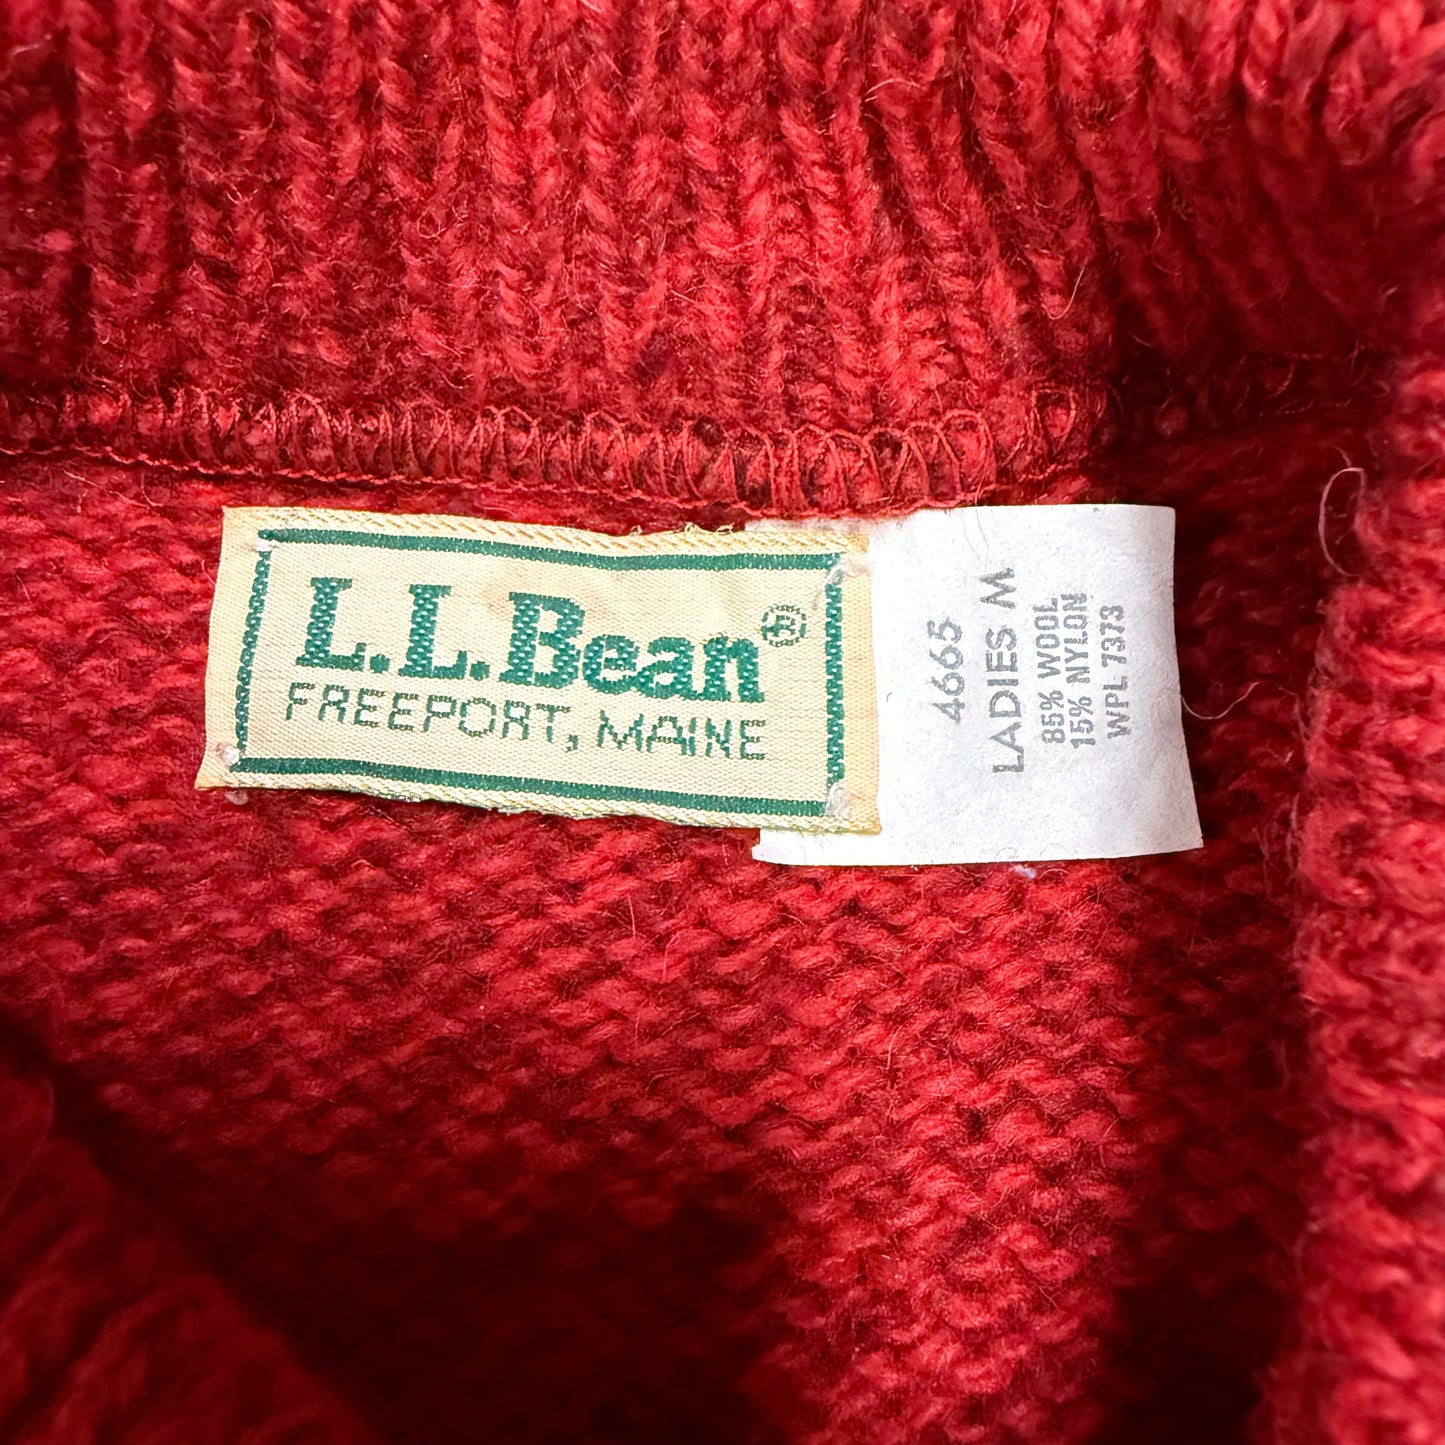 L.L.Bean®
FREEPORT, MAINE
4665
LADIES M
85% WOOL
15% NYLON
WPL 7373